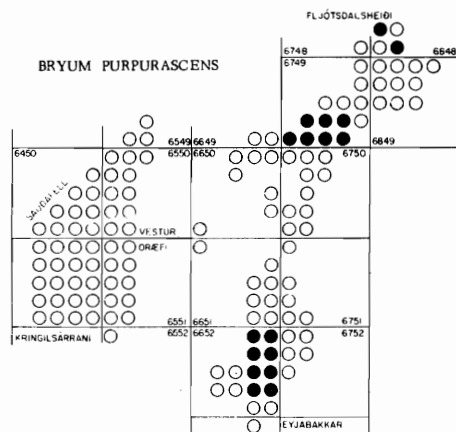 FLJÓTSDALSHEIÐI
6748 6848
6749
BRYUM PURPURASCENS
6549 6649 6849
6450 6550 6650 6750
SAUÐAFELL
VESTUR
ÖRÆFI
6551 6651 6751
KRINGILSÁRRANI 6552 6652 6752
EYJABAKKAR